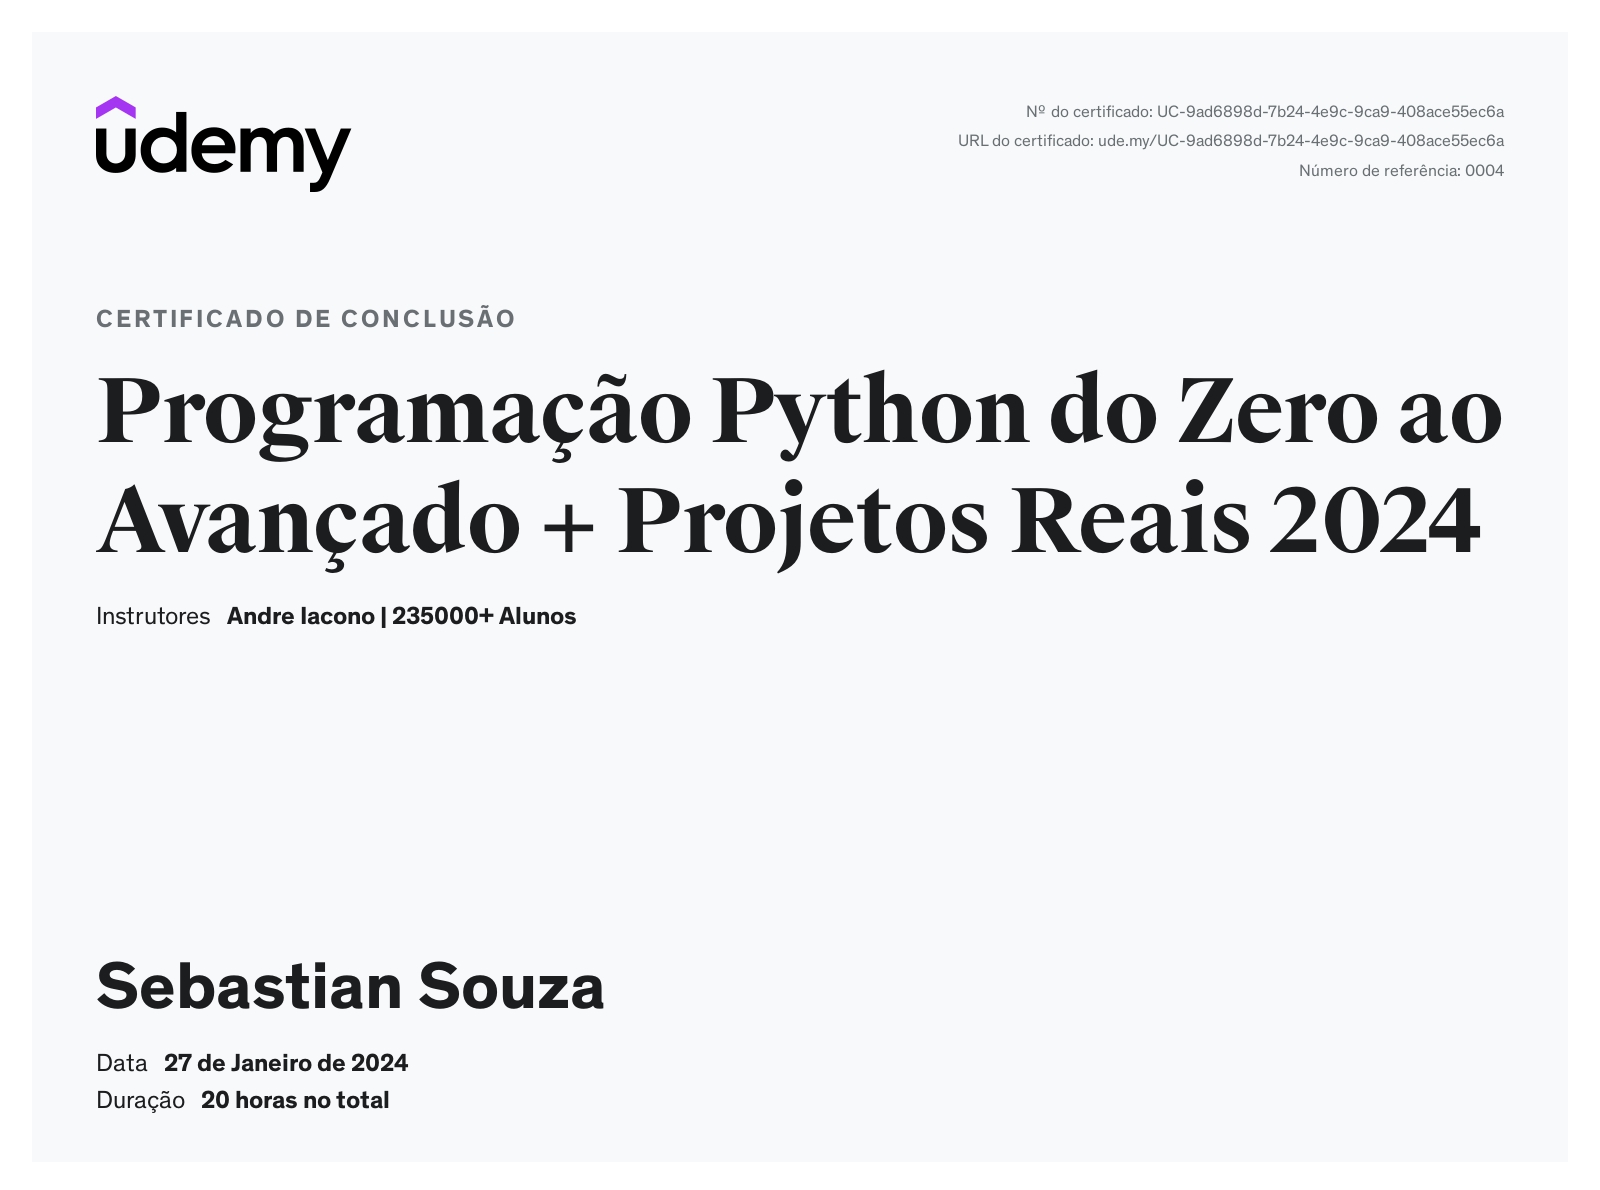 udemy
Nº do certificado: UC-9ad6898d-7b24-4e9c-9ca9-408ace55ec6a
URL do certificado: ude.my/UC-9ad6898d-7b24-4e9c-9ca9-408ace55ec6a
Número de referência: 0004
CERTIFICADO DE CONCLUSÃO
Programação Python do Zero ao
Avançado + Projetos Reais 2024
Instrutores Andre Iacono | 235000+ Alunos
Sebastian Souza
Data 27 de Janeiro de 2024
Duração 20 horas no total